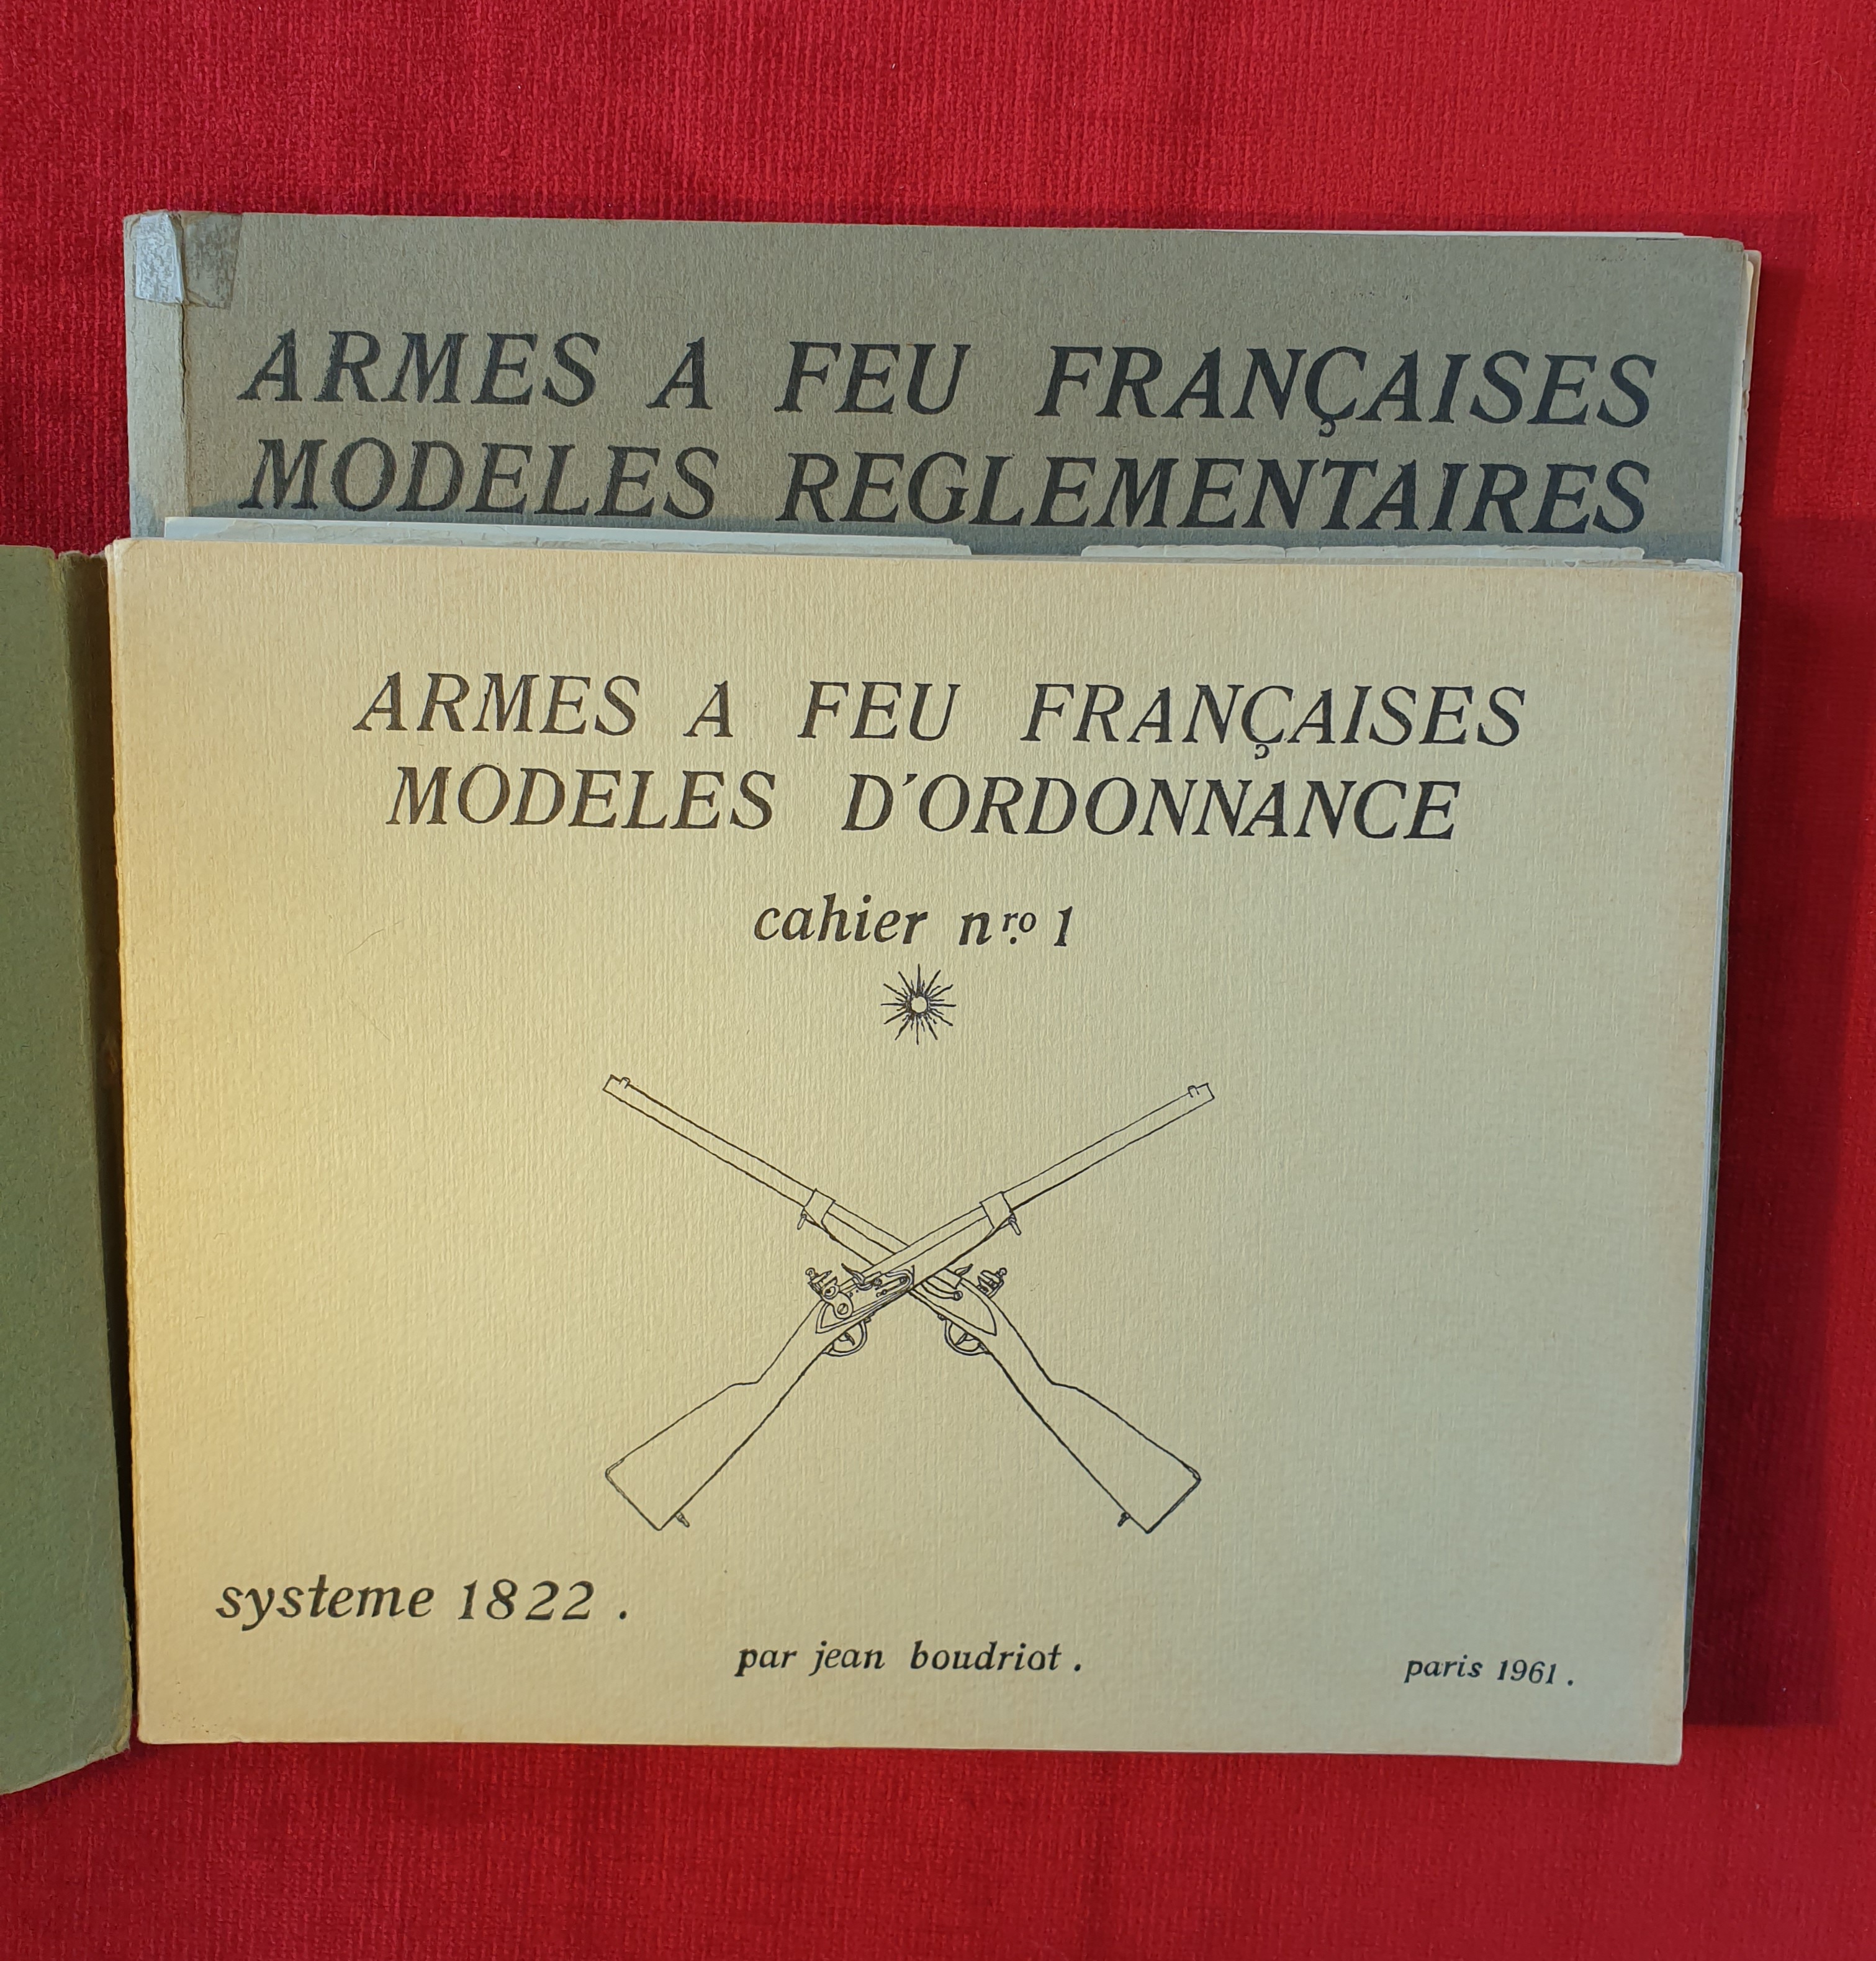 ARMES A FEU FRANÇAISES
MODELES REGLEMENTAIRES
ARMES A FEU FRANÇAISES
MODELES D'ORDONNANCE
cahier nro 1
systeme 1822 .
par jean boudriot .
paris 1961 .